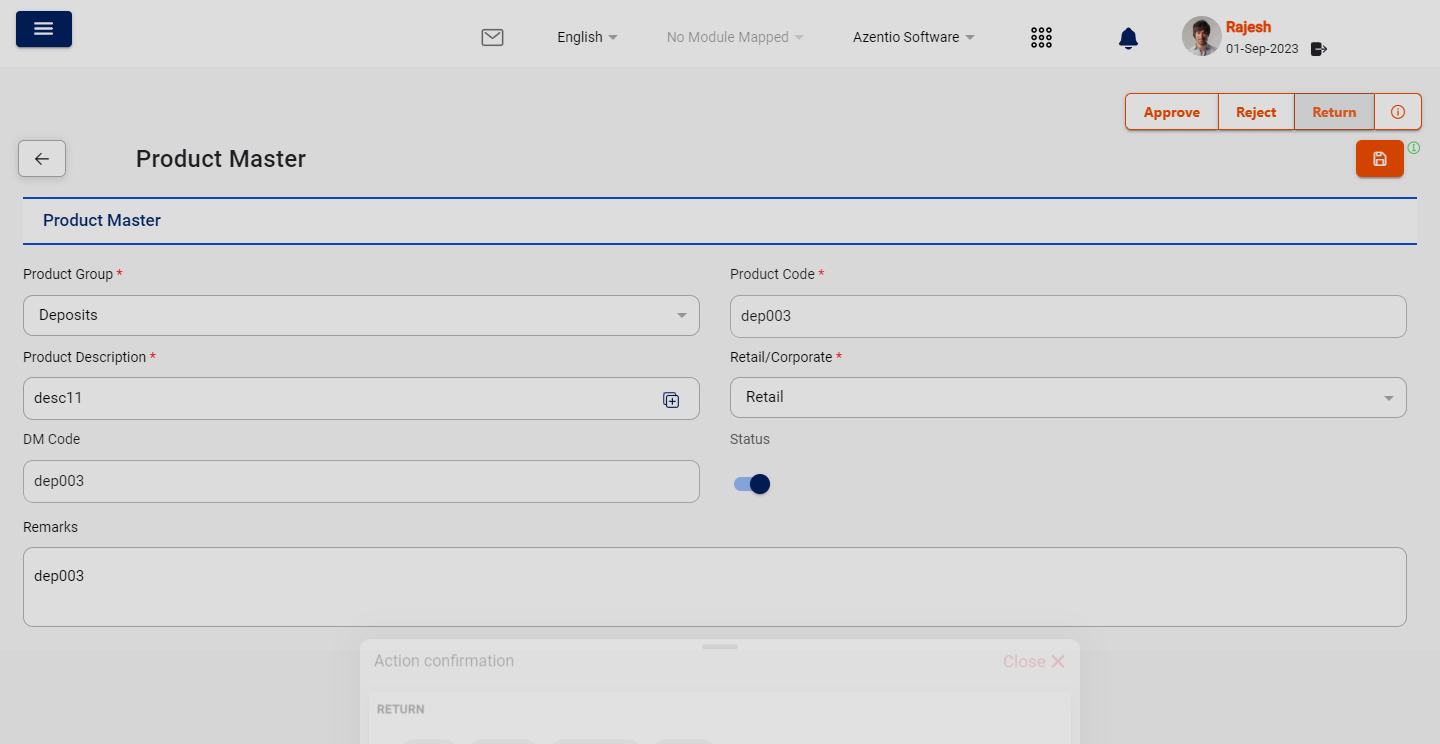 English
No Module Mapped
Azentio Software
Rajesh
01-Sep-2023
Approve
Reject
Return
Product Master
Product Master
Product Group *
Product Code *
Deposits
dep003
Product Description *
Retail/Corporate *
desc11
Retail
DM Code
Status
dep003
Remarks
dep003
Action confirmation
Close
RETURN